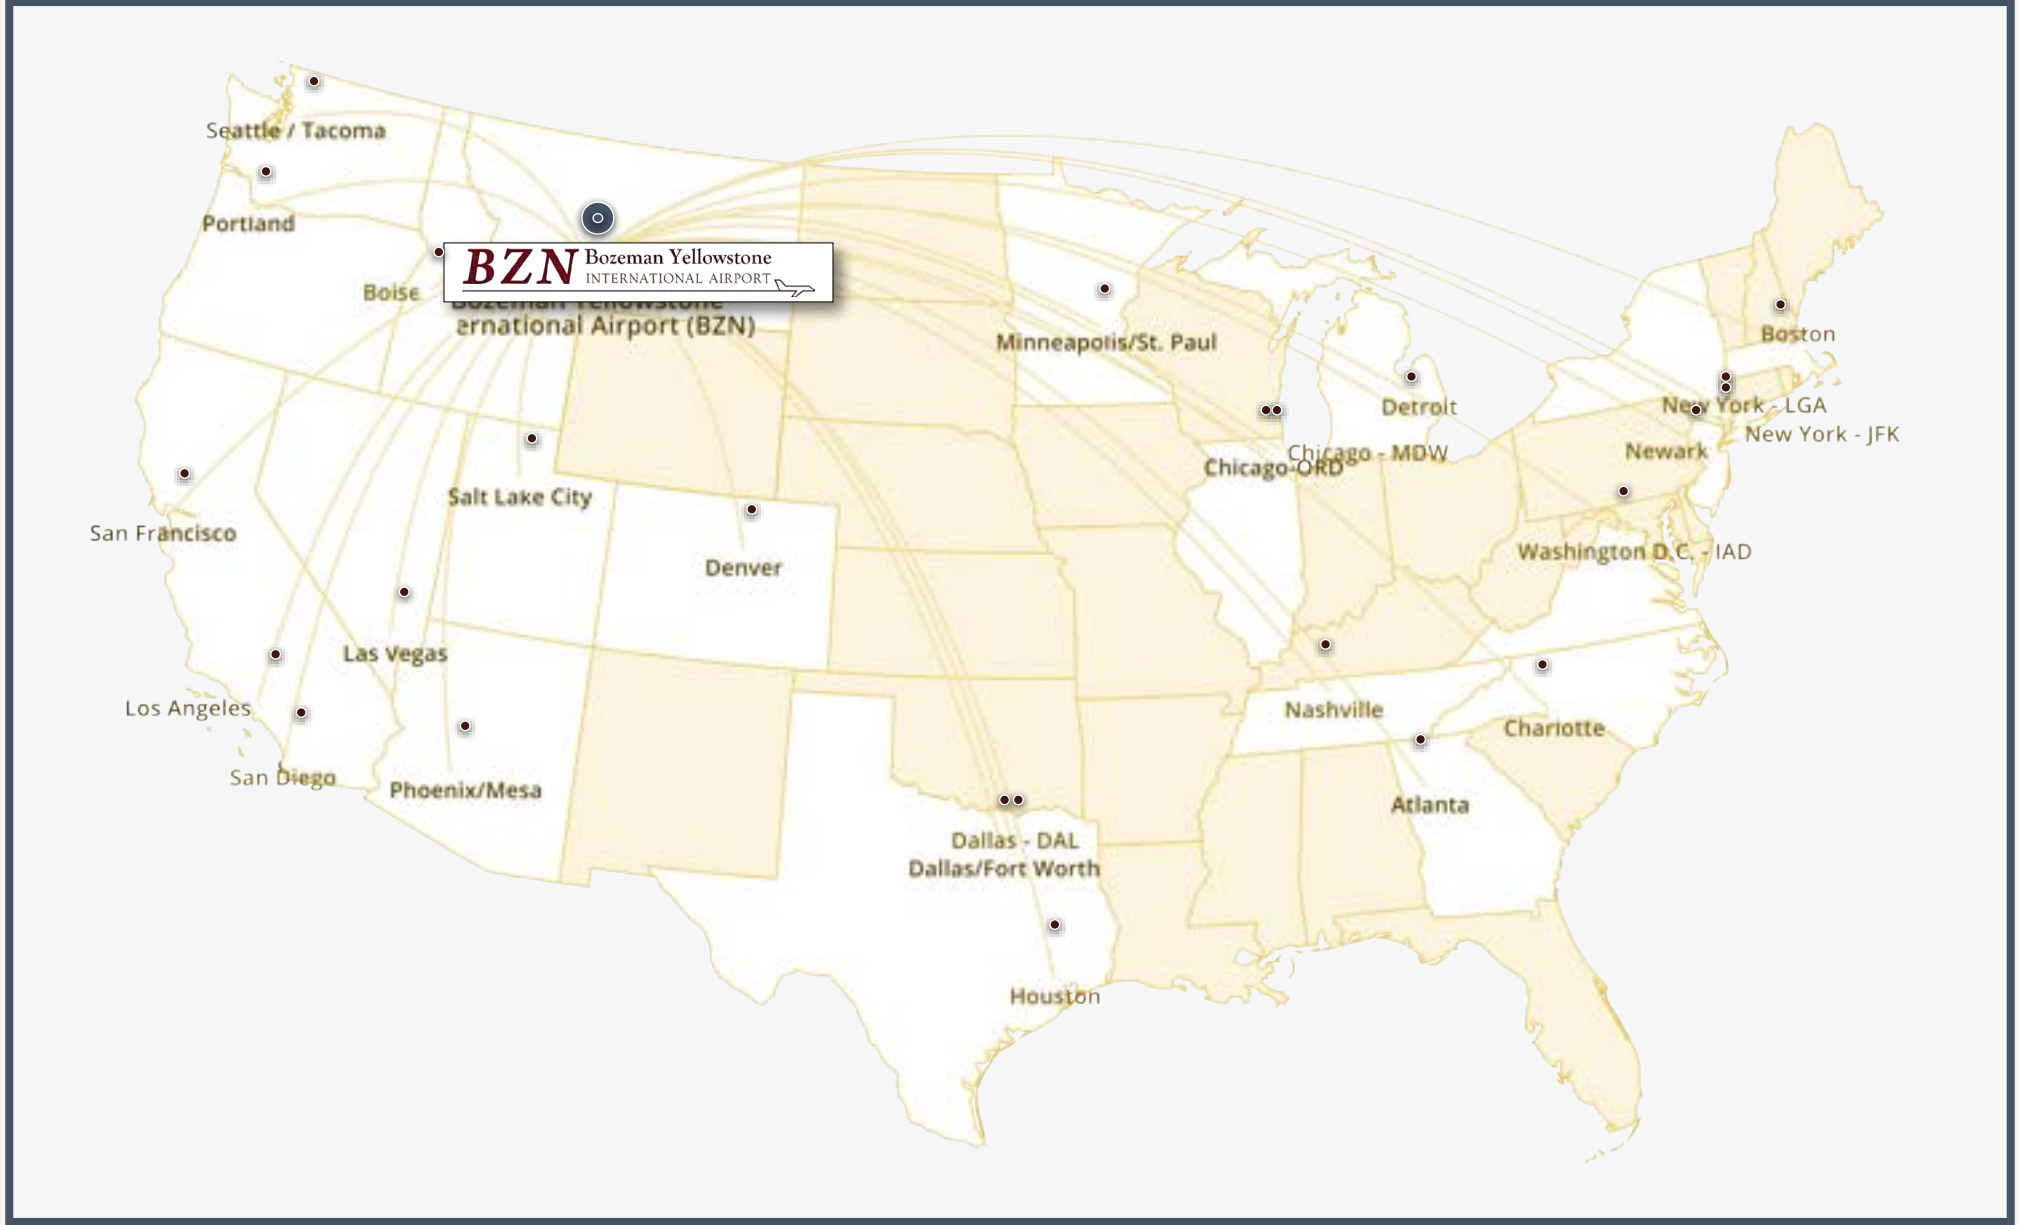 Seattle / Tacoma
Portland
Boise
BZN Bozeman Yellowstone
INTERNATIONAL AIRPORT
Bozeman Yellowstone
ernational Airport (BZN)
Minneapolis/St. Paul
Boston
Detroit
New York - LGA
New York - JFK
Newark
Chicago - MDW
Chicago-ORD
Salt Lake City
San Francisco
Denver
Washington D.C. - IAD
Las Vegas
Los Angeles
Nashville
Charlotte
San Diego
Phoenix/Mesa
Atlanta
Dallas - DAL
Dallas/Fort Worth
Houston